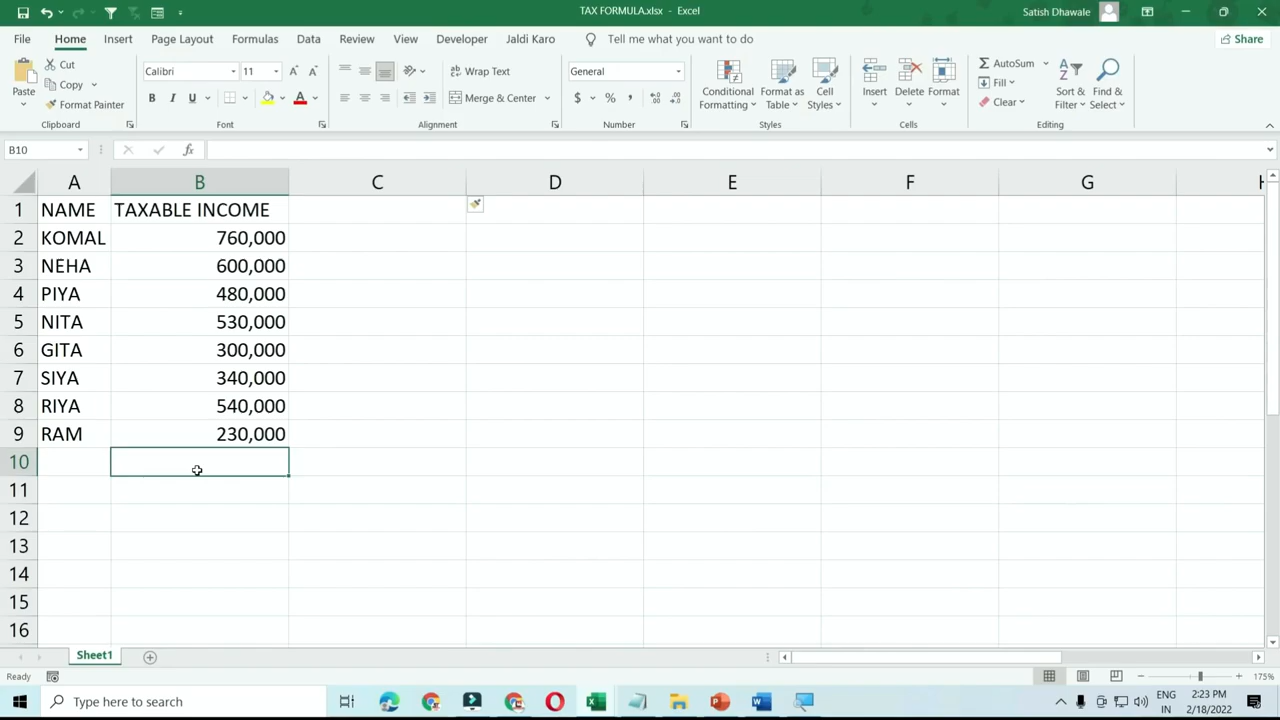 TAX FORMULA.xlsx - Excel
Satish Dhawale
File Home Insert Page Layout Formulas Data Review View Developer Jaldi Karo Tell me what you want to do
Share
Paste
Cut
Copy
Format Painter
Clipboard
Calibri 11
B I U A
Font
Wrap Text
Merge & Center
Alignment
General
$ % ,
Number
Conditional Formatting
Format as Table
Cell Styles
Styles
Insert Delete Format
Cells
AutoSum
Fill
Clear
Sort & Filter
Find & Select
Editing
B10
fx
A B C D E F G H
1 NAME TAXABLE INCOME
2 KOMAL 760,000
3 NEHA 600,000
4 PIYA 480,000
5 NITA 530,000
6 GITA 300,000
7 SIYA 340,000
8 RIYA 540,000
9 RAM 230,000
10
11
12
13
14
15
16
Sheet1
Ready
175%
Type here to search
ENG
IN
2:23 PM
2/18/2022